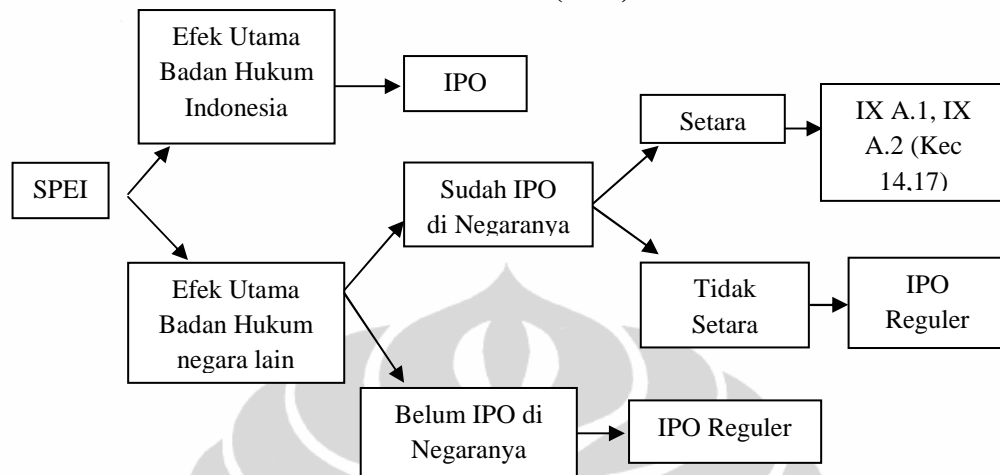 Efek Utama
Badan Hukum
Indonesia
IPO
Setara
IX A.1, IX
A.2 (Kec
14,17)
SPEI
Sudah IPO
di Negaranya
Efek Utama
Badan Hukum
negara lain
Tidak
Setara
IPO
Reguler
Belum IPO di
Negaranya
IPO Reguler